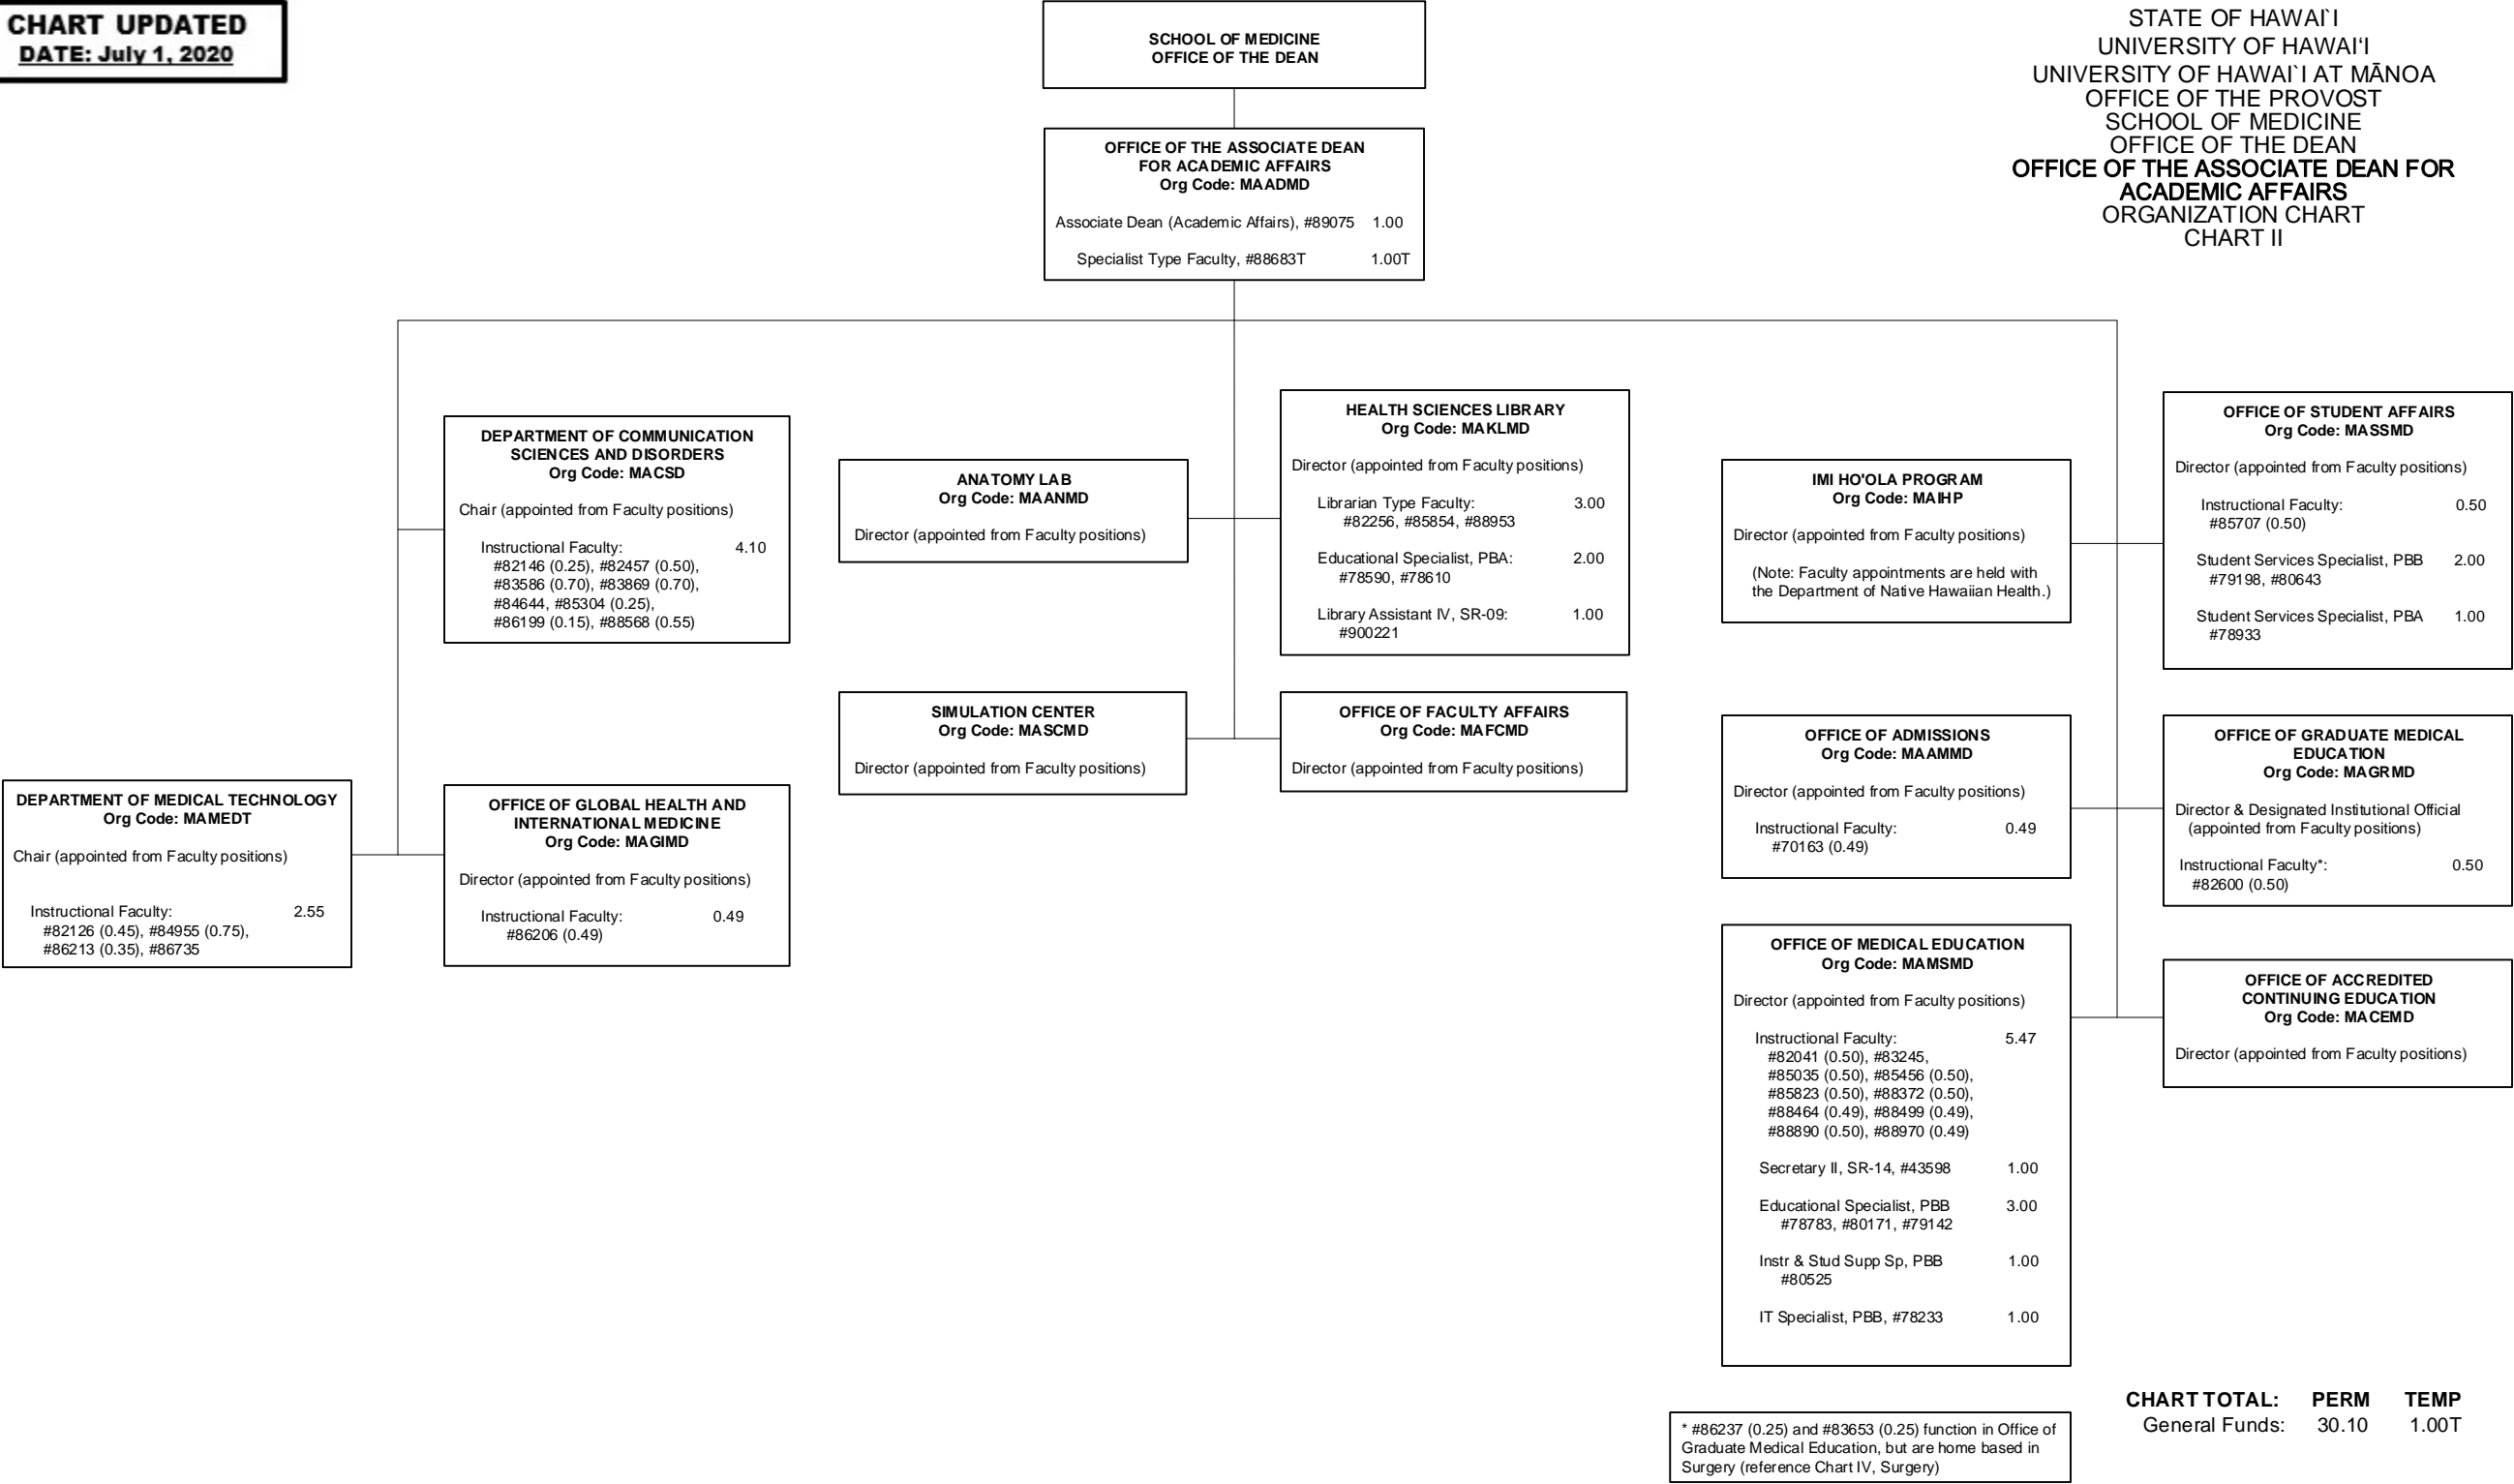 CHART UPDATED
DATE: July 1, 2020
SCHOOL OF MEDICINE
OFFICE OF THE DEAN
STATE OF HAWAI`I
UNIVERSITY OF HAWAI‘I
UNIVERSITY OF HAWAI`I AT MĀNOA
OFFICE OF THE PROVOST
SCHOOL OF MEDICINE
OFFICE OF THE DEAN
OFFICE OF THE ASSOCIATE DEAN FOR
ACADEMIC AFFAIRS
ORGANIZATION CHART
CHART II
OFFICE OF THE ASSOCIATE DEAN
FOR ACADEMIC AFFAIRS
Org Code: MAADMD
Associate Dean (Academic Affairs), #89075 1.00
Specialist Type Faculty, #88683T 1.00T
DEPARTMENT OF COMMUNICATION
SCIENCES AND DISORDERS
Org Code: MACSD
Chair (appointed from Faculty positions)
Instructional Faculty: 4.10
#82146 (0.25), #82457 (0.50),
#83586 (0.70), #83869 (0.70),
#84644, #85304 (0.25),
#86199 (0.15), #88568 (0.55)
ANATOMY LAB
Org Code: MAANMD
Director (appointed from Faculty positions)
HEALTH SCIENCES LIBRARY
Org Code: MAKLMD
Director (appointed from Faculty positions)
Librarian Type Faculty: 3.00
#82256, #85854, #88953
Educational Specialist, PBA: 2.00
#78590, #78610
Library Assistant IV, SR-09: 1.00
#900221
IMI HO'OLA PROGRAM
Org Code: MAIHP
Director (appointed from Faculty positions)
(Note: Faculty appointments are held with
the Department of Native Hawaiian Health.)
OFFICE OF STUDENT AFFAIRS
Org Code: MASSMD
Director (appointed from Faculty positions)
Instructional Faculty: 0.50
#85707 (0.50)
Student Services Specialist, PBB 2.00
#79198, #80643
Student Services Specialist, PBA 1.00
#78933
DEPARTMENT OF MEDICAL TECHNOLOGY
Org Code: MAMEDT
Chair (appointed from Faculty positions)
Instructional Faculty: 2.55
#82126 (0.45), #84955 (0.75),
#86213 (0.35), #86735
OFFICE OF GLOBAL HEALTH AND
INTERNATIONAL MEDICINE
Org Code: MAGIMD
Director (appointed from Faculty positions)
Instructional Faculty: 0.49
#86206 (0.49)
SIMULATION CENTER
Org Code: MASCMD
Director (appointed from Faculty positions)
OFFICE OF FACULTY AFFAIRS
Org Code: MAFCMD
Director (appointed from Faculty positions)
OFFICE OF ADMISSIONS
Org Code: MAAMMD
Director (appointed from Faculty positions)
Instructional Faculty: 0.49
#70163 (0.49)
OFFICE OF GRADUATE MEDICAL
EDUCATION
Org Code: MAGRMD
Director & Designated Institutional Official
(appointed from Faculty positions)
Instructional Faculty*: 0.50
#82600 (0.50)
OFFICE OF MEDICAL EDUCATION
Org Code: MAMSMD
Director (appointed from Faculty positions)
Instructional Faculty: 5.47
#82041 (0.50), #83245,
#85035 (0.50), #85456 (0.50),
#85823 (0.50), #88372 (0.50),
#88464 (0.49), #88499 (0.49),
#88890 (0.50), #88970 (0.49)
Secretary II, SR-14, #43598 1.00
Educational Specialist, PBB 3.00
#78783, #80171, #79142
Instr & Stud Supp Sp, PBB 1.00
#80525
IT Specialist, PBB, #78233 1.00
OFFICE OF ACCREDITED
CONTINUING EDUCATION
Org Code: MACEMD
Director (appointed from Faculty positions)
* #86237 (0.25) and #83653 (0.25) function in Office of
Graduate Medical Education, but are home based in
Surgery (reference Chart IV, Surgery)
CHART TOTAL: PERM TEMP
General Funds: 30.10 1.00T